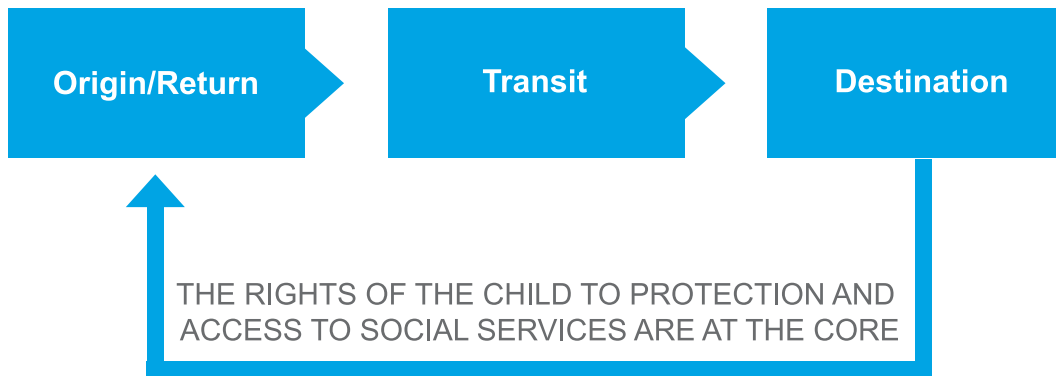 Origin/Return
Transit
Destination
THE RIGHTS OF THE CHILD TO PROTECTION AND
ACCESS TO SOCIAL SERVICES ARE AT THE CORE